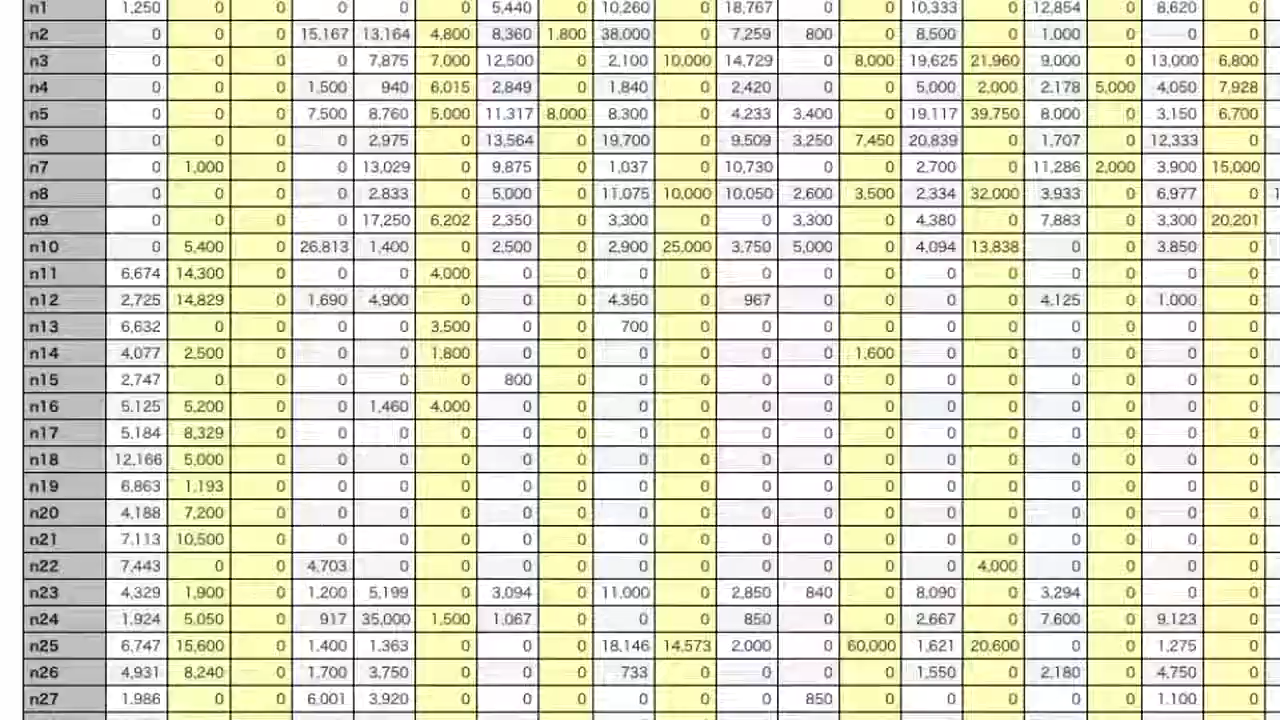 n1 1,250 0 0 0 0 0 5,440 0 10,260 0 18,767 0 0 10,333 0 12,854 0 8,620 0
n2 0 0 0 15,167 13,164 4,800 8,360 1,800 38,000 0 7,259 800 0 8,500 0 1,000 0 0 0
n3 0 0 0 0 7,875 7,000 12,500 0 2,100 10,000 14,729 0 8,000 19,625 21,960 9,000 0 13,000 6,800
n4 0 0 0 1,500 940 6,015 2,849 0 1,840 0 2,420 0 0 5,000 2,000 2,178 5,000 4,050 7,928
n5 0 0 0 7,500 8,760 5,000 11,317 8,000 8,300 0 4,233 3,400 0 19,117 39,750 8,000 0 3,150 6,700
n6 0 0 0 0 2,975 0 13,564 0 19,700 0 9,509 3,250 7,450 20,839 0 1,707 0 12,333 0
n7 0 1,000 0 0 13,029 0 9,875 0 1,037 0 10,730 0 0 2,700 0 11,286 2,000 3,900 15,000
n8 0 0 0 0 2,833 0 5,000 0 11,075 10,000 10,050 2,600 3,500 2,334 32,000 3,933 0 6,977 0
n9 0 0 0 0 17,250 6,202 2,350 0 3,300 0 0 3,300 0 4,380 0 7,883 0 3,300 20,201
n10 0 5,400 0 26,813 1,400 0 2,500 0 2,900 25,000 3,750 5,000 0 4,094 13,838 0 0 3,850 0
n11 6,674 14,300 0 0 0 4,000 0 0 0 0 0 0 0 0 0 0 0 0 0
n12 2,725 14,829 0 1,690 4,900 0 0 0 4,350 0 967 0 0 0 0 4,125 0 1,000 0
n13 6,632 0 0 0 0 3,500 0 0 700 0 0 0 0 0 0 0 0 0 0
n14 4,077 2,500 0 0 0 1,800 0 0 0 0 0 0 1,600 0 0 0 0 0 0
n15 2,747 0 0 0 0 0 800 0 0 0 0 0 0 0 0 0 0 0 0
n16 5,125 5,200 0 0 1,460 4,000 0 0 0 0 0 0 0 0 0 0 0 0 0
n17 5,184 8,329 0 0 0 0 0 0 0 0 0 0 0 0 0 0 0 0 0
n18 12,166 5,000 0 0 0 0 0 0 0 0 0 0 0 0 0 0 0 0 0
n19 6,863 1,193 0 0 0 0 0 0 0 0 0 0 0 0 0 0 0 0 0
n20 4,188 7,200 0 0 0 0 0 0 0 0 0 0 0 0 0 0 0 0 0
n21 7,113 10,500 0 0 0 0 0 0 0 0 0 0 0 0 0 0 0 0 0
n22 7,443 0 0 4,703 0 0 0 0 0 0 0 0 0 0 4,000 0 0 0 0
n23 4,329 1,900 0 1,200 5,199 0 3,094 0 11,000 0 2,850 840 0 8,090 0 3,294 0 0 0
n24 1,924 5,050 0 917 35,000 1,500 1,067 0 0 0 850 0 0 2,667 0 7,600 0 9,123 0
n25 6,747 15,600 0 1,400 1,363 0 0 0 18,146 14,573 2,000 0 60,000 1,621 20,600 0 0 1,275 0
n26 4,931 8,240 0 1,700 3,750 0 0 0 733 0 0 0 0 1,550 0 2,180 0 4,750 0
n27 1,986 0 0 6,001 3,920 0 0 0 0 0 0 850 0 0 0 0 0 1,100 0